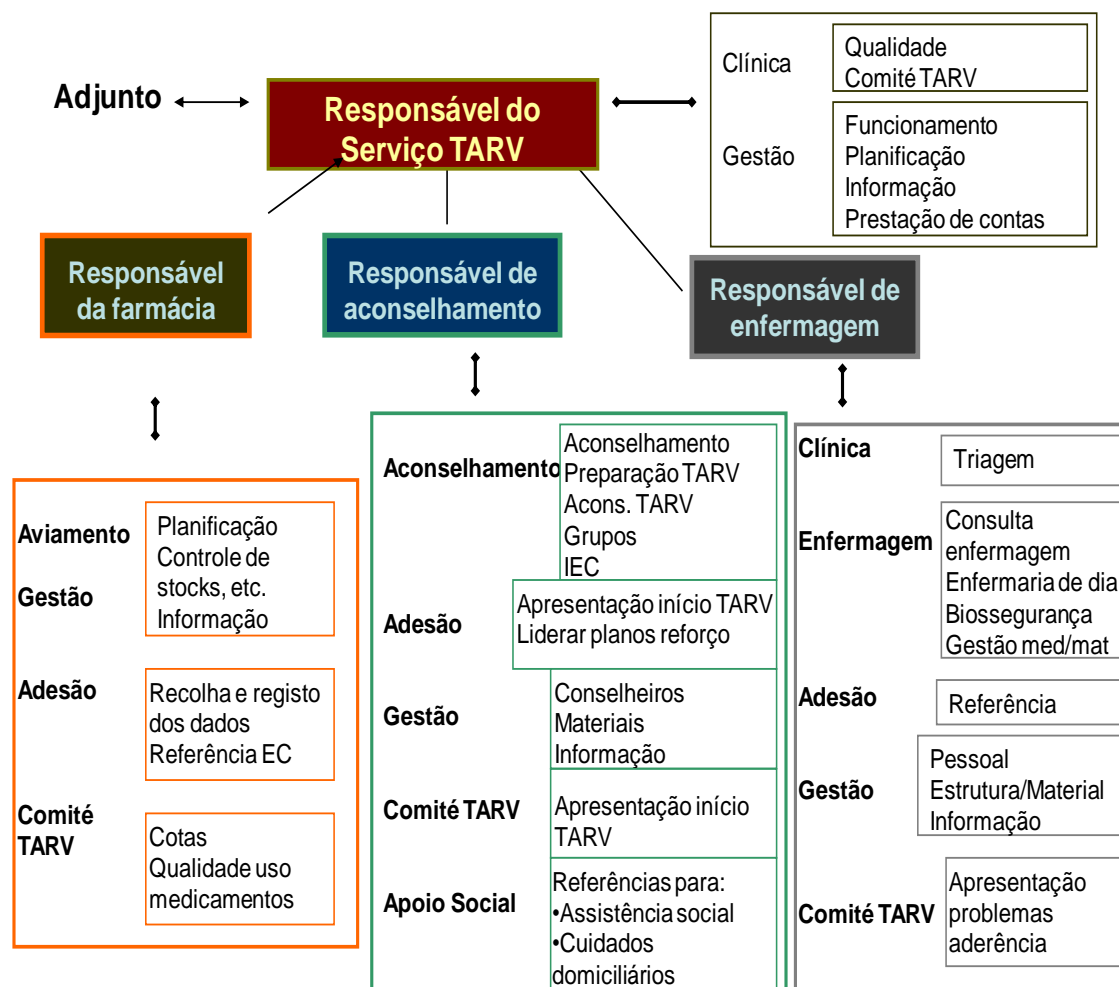 Adjunto
Responsável do
Serviço TARV
Clínica
Qualidade
Comité TARV
Gestão
Funcionamento
Planificação
Informação
Prestação de contas
Responsável
da farmácia
Responsável de
aconselhamento
Responsável de
enfermagem
Aviamento
Gestão
Planificação
Controle de
stocks, etc.
Informação
Adesão
Recolha e registo
dos dados
Referência EC
Comité
TARV
Cotas
Qualidade uso
medicamentos
Aconselhamento
Aconselhamento
Preparação TARV
Acons. TARV
Grupos
IEC
Adesão
Apresentação início TARV
Liderar planos reforço
Gestão
Conselheiros
Materiais
Informação
Comité TARV
Apresentação início
TARV
Apoio Social
Referências para:
•Assistência social
•Cuidados
domiciliários
Clínica
Triagem
Enfermagem
Consulta
enfermagem
Enfermaria de dia
Biossegurança
Gestão med/mat
Adesão
Referência
Gestão
Pessoal
Estrutura/Material
Informação
Comité TARV
Apresentação
problemas
aderência